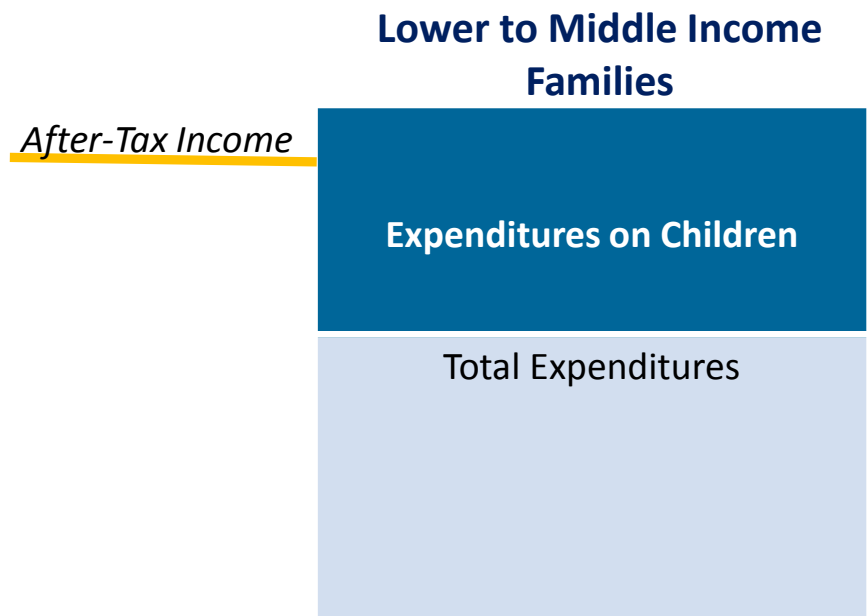 Lower to Middle Income
Families
After-Tax Income
Expenditures on Children
Total Expenditures